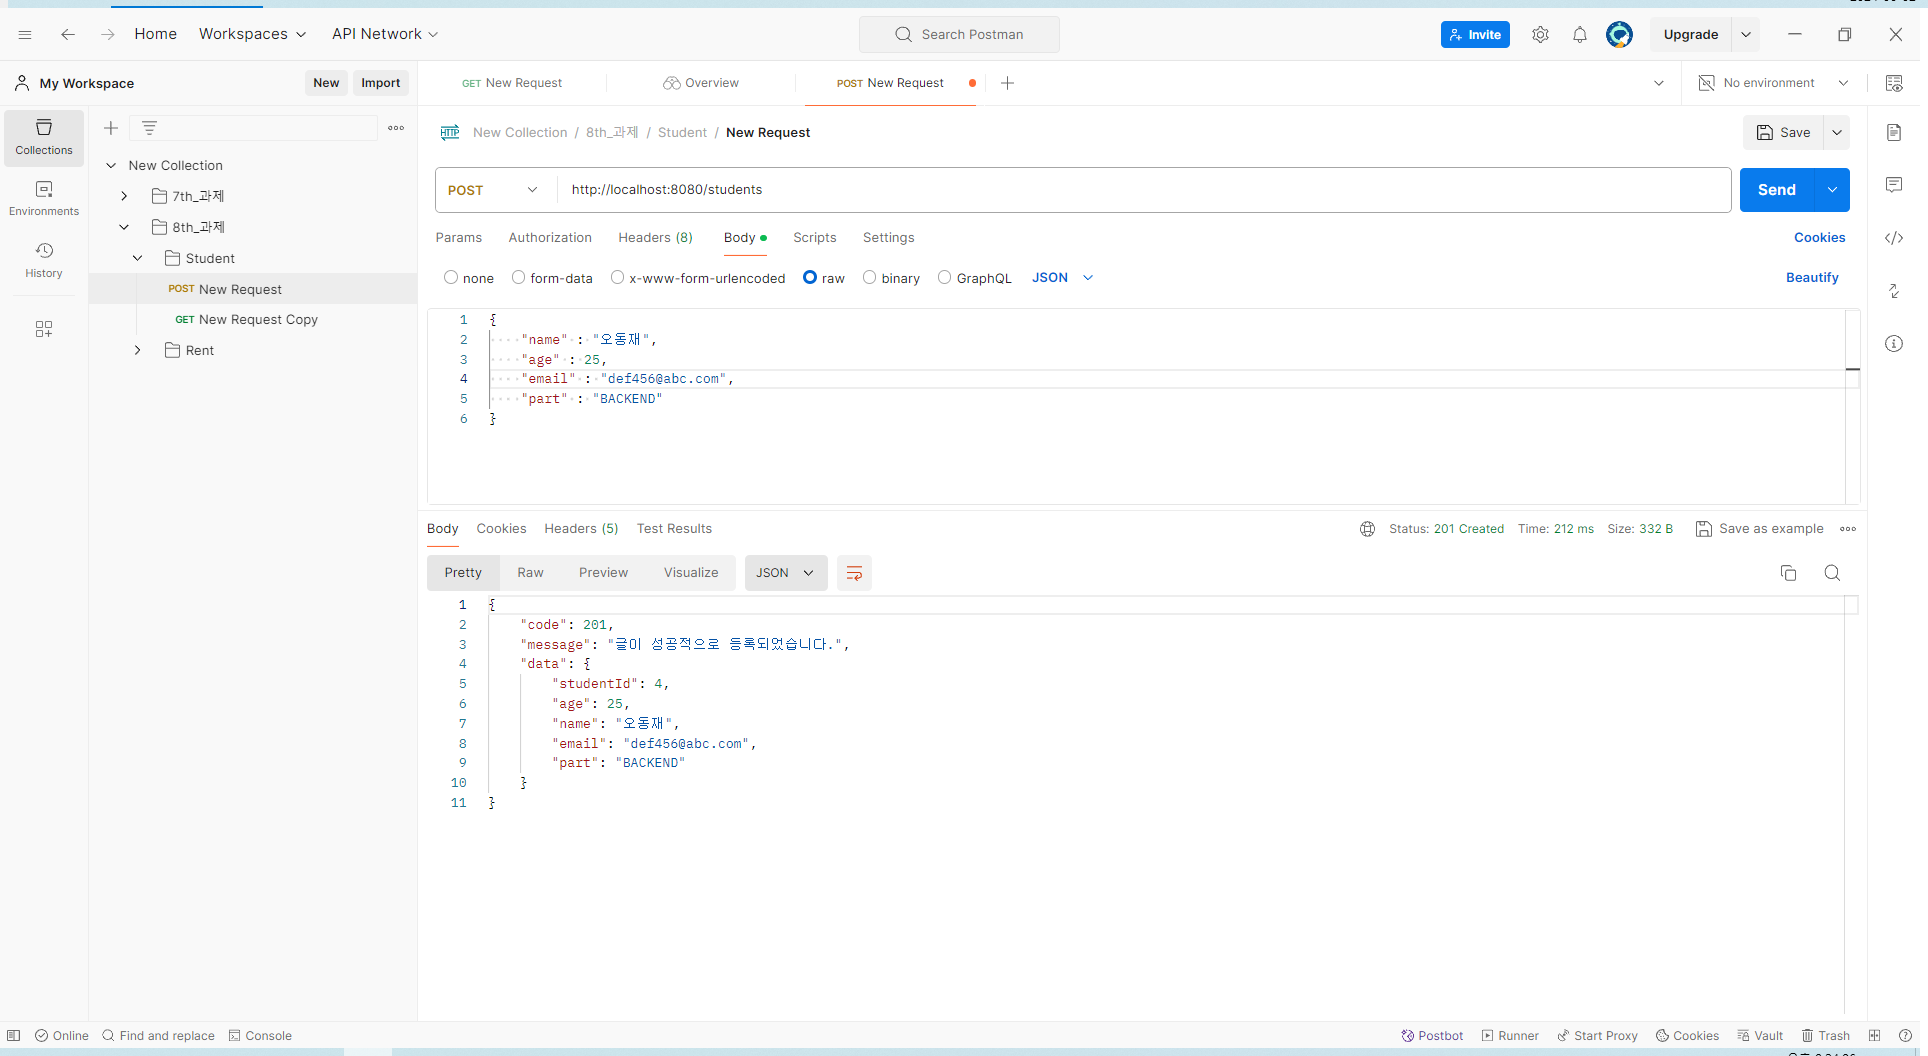 Home Workspaces API Network Search Postman Invite Upgrade
My Workspace New Import GET New Request Overview POST New Request No environment
Collections
Environments
History
New Collection
7th_과제
8th_과제
Student
POST New Request
GET New Request Copy
Rent
HTTP New Collection / 8th_과제 / Student / New Request Save
POST http://localhost:8080/students Send
Params Authorization Headers (8) Body Scripts Settings Cookies
none form-data x-www-form-urlencoded raw binary GraphQL JSON Beautify
1 {
2 "name" : "오동재",
3 "age" : 25,
4 "email" : "def456@abc.com",
5 "part" : "BACKEND"
6 }
Body Cookies Headers (5) Test Results Status: 201 Created Time: 212 ms Size: 332 B Save as example
Pretty Raw Preview Visualize JSON
1 {
2 "code": 201,
3 "message": "글이 성공적으로 등록되었습니다.",
4 "data": {
5 "studentId": 4,
6 "age": 25,
7 "name": "오동재",
8 "email": "def456@abc.com",
9 "part": "BACKEND"
10 }
11 }
Online Find and replace Console Postbot Runner Start Proxy Cookies Vault Trash